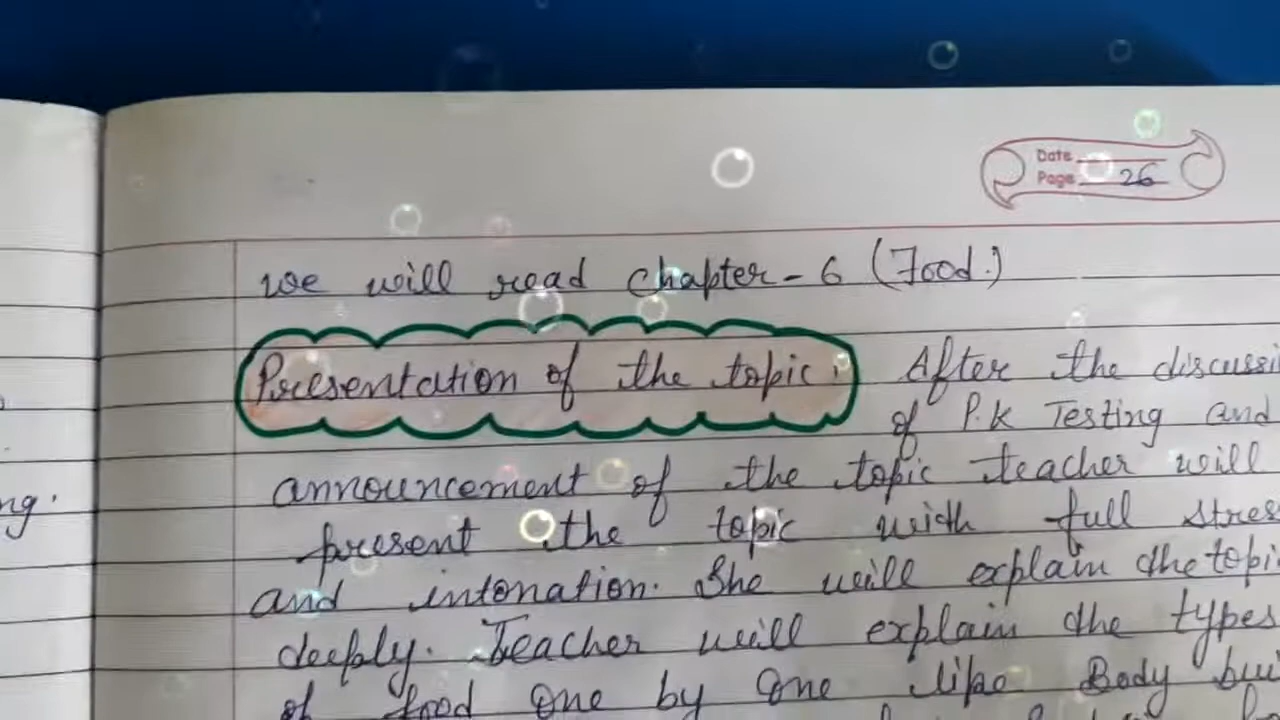 Date
Page 26
we will read chapter-6 (Food.)
Presentation of the topic: After the discussi
of P.K Testing and
announcement of the topic teacher will
ng.
present the topic with full stres
and intonation. She will explain the topi
deeply. Teacher will explain the types
of food one by one like Body bui